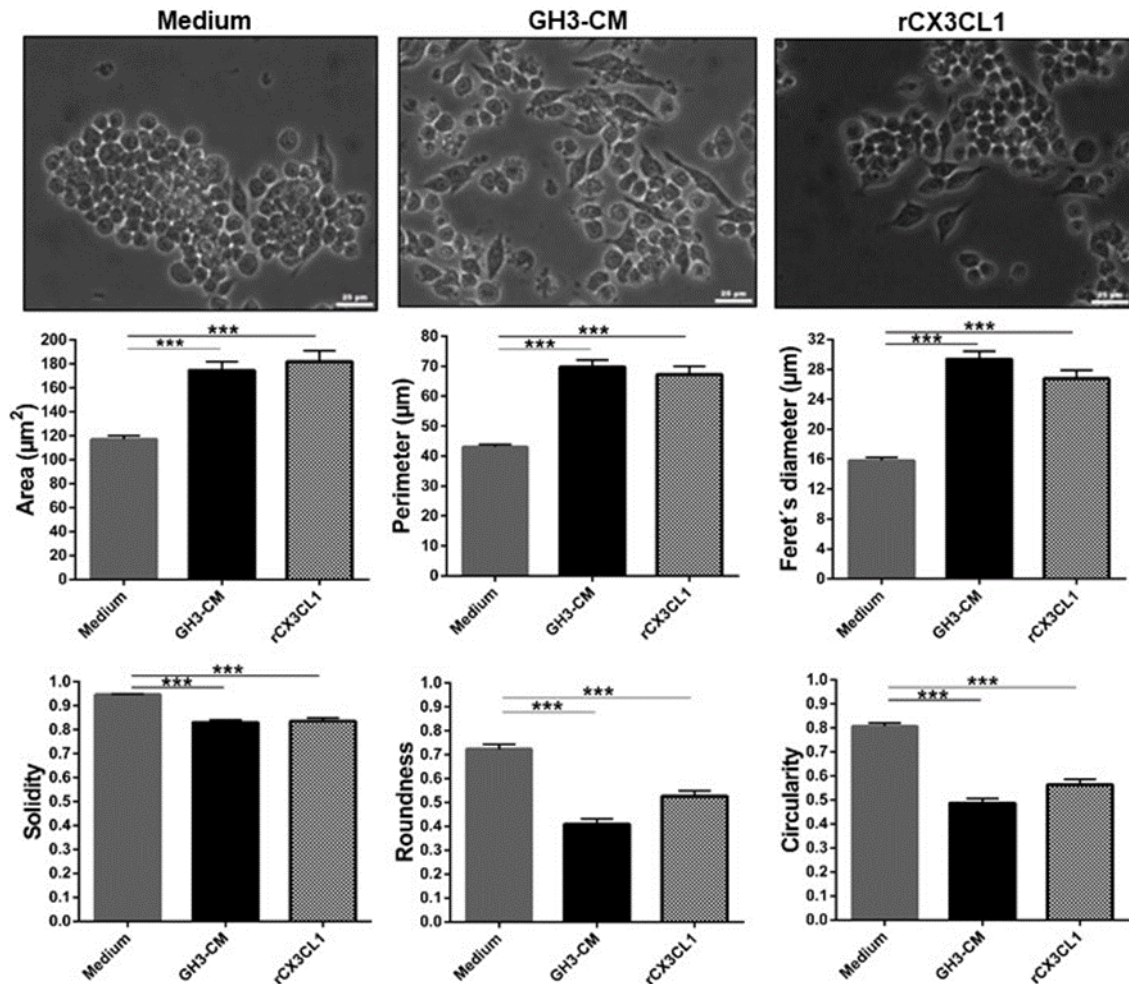 Medium
GH3-CM
rCX3CL1
25 µm
25 µm
25 µm
Area (µm²)
200
180
160
140
120
100
80
60
40
20
0
***
***
Medium
GH3-CM
rCX3CL1
Perimeter (µm)
80
70
60
50
40
30
20
10
0
***
***
Medium
GH3-CM
rCX3CL1
Feret´s diameter (µm)
32
28
24
20
16
12
8
4
0
***
***
Medium
GH3-CM
rCX3CL1
Solidity
1.0
0.9
0.8
0.7
0.6
0.5
0.4
0.3
0.2
0.1
0.0
***
***
Medium
GH3-CM
rCX3CL1
Roundness
1.0
0.9
0.8
0.7
0.6
0.5
0.4
0.3
0.2
0.1
0.0
***
***
Medium
GH3-CM
rCX3CL1
Circularity
1.0
0.9
0.8
0.7
0.6
0.5
0.4
0.3
0.2
0.1
0.0
***
***
Medium
GH3-CM
rCX3CL1